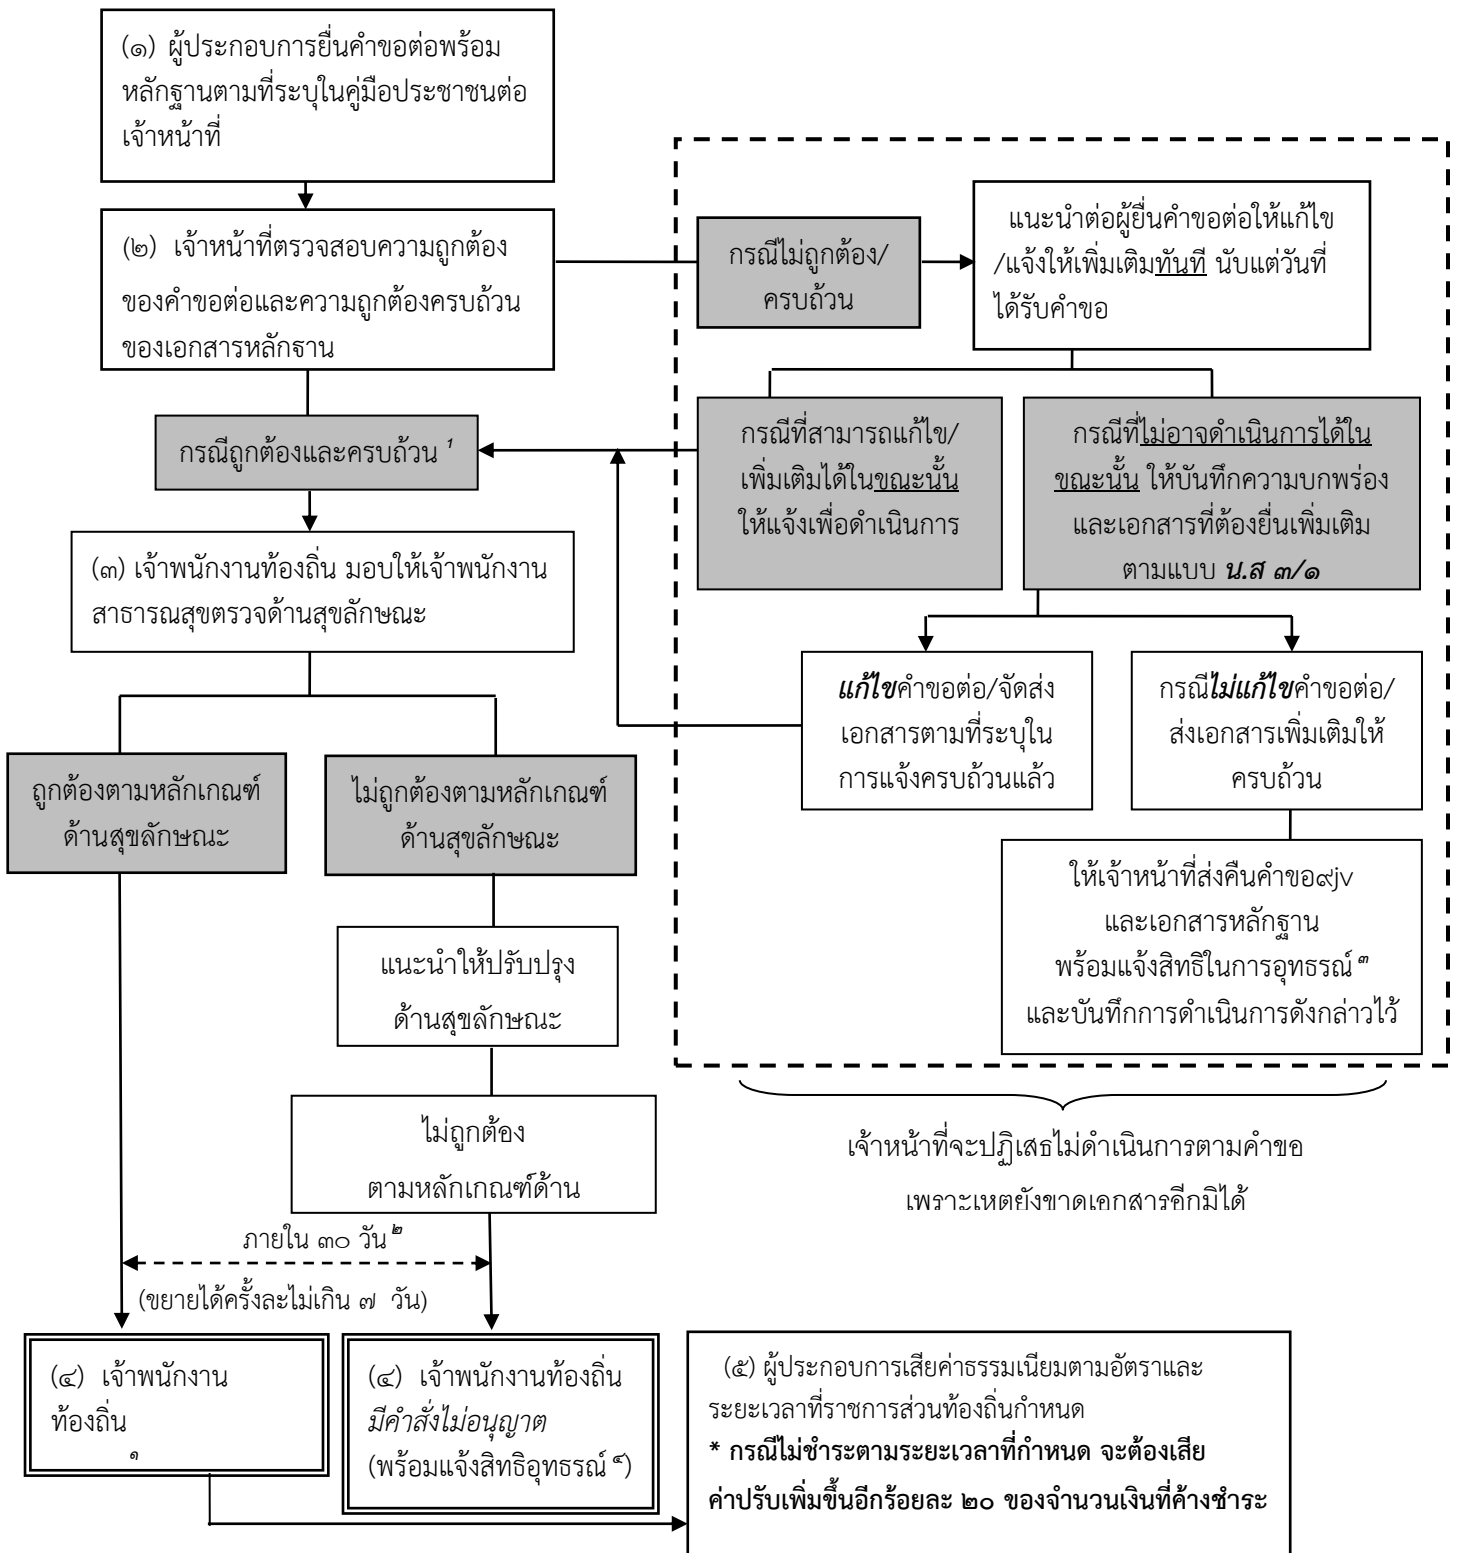 (๑) ผู้ประกอบการยื่นคำขอต่อพร้อม
หลักฐานตามที่ระบุในคู่มือประชาชนต่อ
เจ้าหน้าที่
(๒) เจ้าหน้าที่ตรวจสอบความถูกต้อง
ของคำขอต่อและความถูกต้องครบถ้วน
ของเอกสารหลักฐาน
กรณีไม่ถูกต้อง/
ครบถ้วน
แนะนำต่อผู้ยื่นคำขอต่อให้แก้ไข
/แจ้งให้เพิ่มเติมทันที นับแต่วันที่
ได้รับคำขอ
กรณีถูกต้องและครบถ้วน ¹
กรณีที่สามารถแก้ไข/
เพิ่มเติมได้ในขณะนั้น
ให้แจ้งเพื่อดำเนินการ
กรณีที่ไม่อาจดำเนินการได้ใน
ขณะนั้น ให้บันทึกความบกพร่อง
และเอกสารที่ต้องยื่นเพิ่มเติม
ตามแบบ น.ส ๓/๑
(๓) เจ้าพนักงานท้องถิ่น มอบให้เจ้าพนักงาน
สาธารณสุขตรวจด้านสุขลักษณะ
แก้ไขคำขอต่อ/จัดส่ง
เอกสารตามที่ระบุใน
การแจ้งครบถ้วนแล้ว
กรณีไม่แก้ไขคำขอต่อ/
ส่งเอกสารเพิ่มเติมให้
ครบถ้วน
ถูกต้องตามหลักเกณฑ์
ด้านสุขลักษณะ
ไม่ถูกต้องตามหลักเกณฑ์
ด้านสุขลักษณะ
ให้เจ้าหน้าที่ส่งคืนคำขอ๙jv
และเอกสารหลักฐาน
พร้อมแจ้งสิทธิในการอุทธรณ์ ๓
และบันทึกการดำเนินการดังกล่าวไว้
แนะนำให้ปรับปรุง
ด้านสุขลักษณะ
ไม่ถูกต้อง
ตามหลักเกณฑ์ด้าน
เจ้าหน้าที่จะปฏิเสธไม่ดำเนินการตามคำขอ
เพราะเหตุยังขาดเอกสารอีกมิได้
ภายใน ๓๐ วัน ๒
(ขยายได้ครั้งละไม่เกิน ๗ วัน)
(๔) เจ้าพนักงาน
ท้องถิ่น
๑
(๔) เจ้าพนักงานท้องถิ่น
มีคำสั่งไม่อนุญาต
(พร้อมแจ้งสิทธิอุทธรณ์ ๔)
(๕) ผู้ประกอบการเสียค่าธรรมเนียมตามอัตราและ
ระยะเวลาที่ราชการส่วนท้องถิ่นกำหนด
* กรณีไม่ชำระตามระยะเวลาที่กำหนด จะต้องเสีย
ค่าปรับเพิ่มขึ้นอีกร้อยละ ๒๐ ของจำนวนเงินที่ค้างชำระ